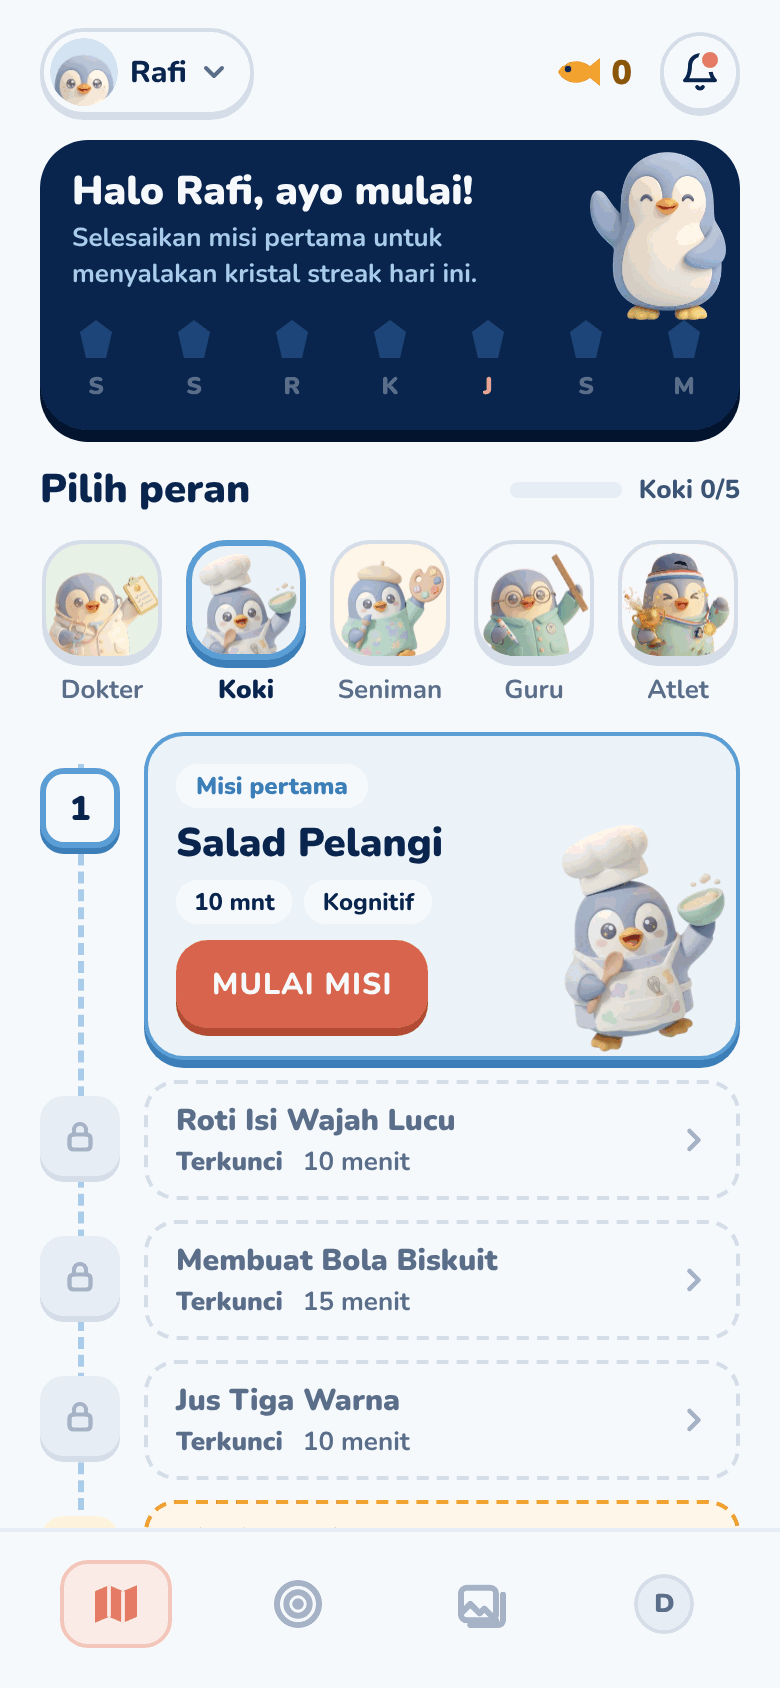 Rafi
0
Halo Rafi, ayo mulai!
Selesaikan misi pertama untuk
menyalakan kristal streak hari ini.
S S R K J S M
Pilih peran
Koki 0/5
Dokter Koki Seniman Guru Atlet
1
Misi pertama
Salad Pelangi
10 mnt Kognitif
MULAI MISI
Roti Isi Wajah Lucu
Terkunci 10 menit
Membuat Bola Biskuit
Terkunci 15 menit
Jus Tiga Warna
Terkunci 10 menit
D